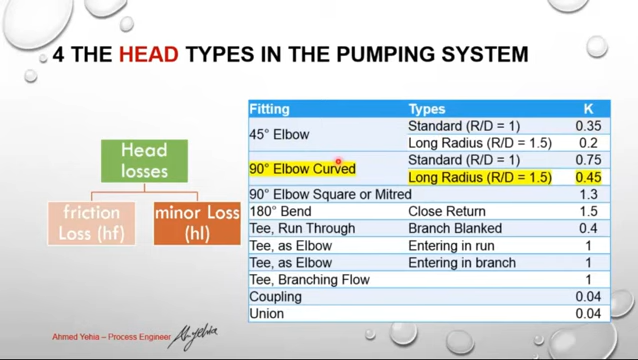 4 THE HEAD TYPES IN THE PUMPING SYSTEM
Head losses
friction Loss (hf)
minor Loss (hl)
Fitting Types K
45° Elbow Standard (R/D = 1) 0.35
Long Radius (R/D = 1.5) 0.2
90° Elbow Curved Standard (R/D = 1) 0.75
Long Radius (R/D = 1.5) 0.45
90° Elbow Square or Mitred 1.3
180° Bend Close Return 1.5
Tee, Run Through Branch Blanked 0.4
Tee, as Elbow Entering in run 1
Tee, as Elbow Entering in branch 1
Tee, Branching Flow 1
Coupling 0.04
Union 0.04
Ahmed Yehia – Process Engineer